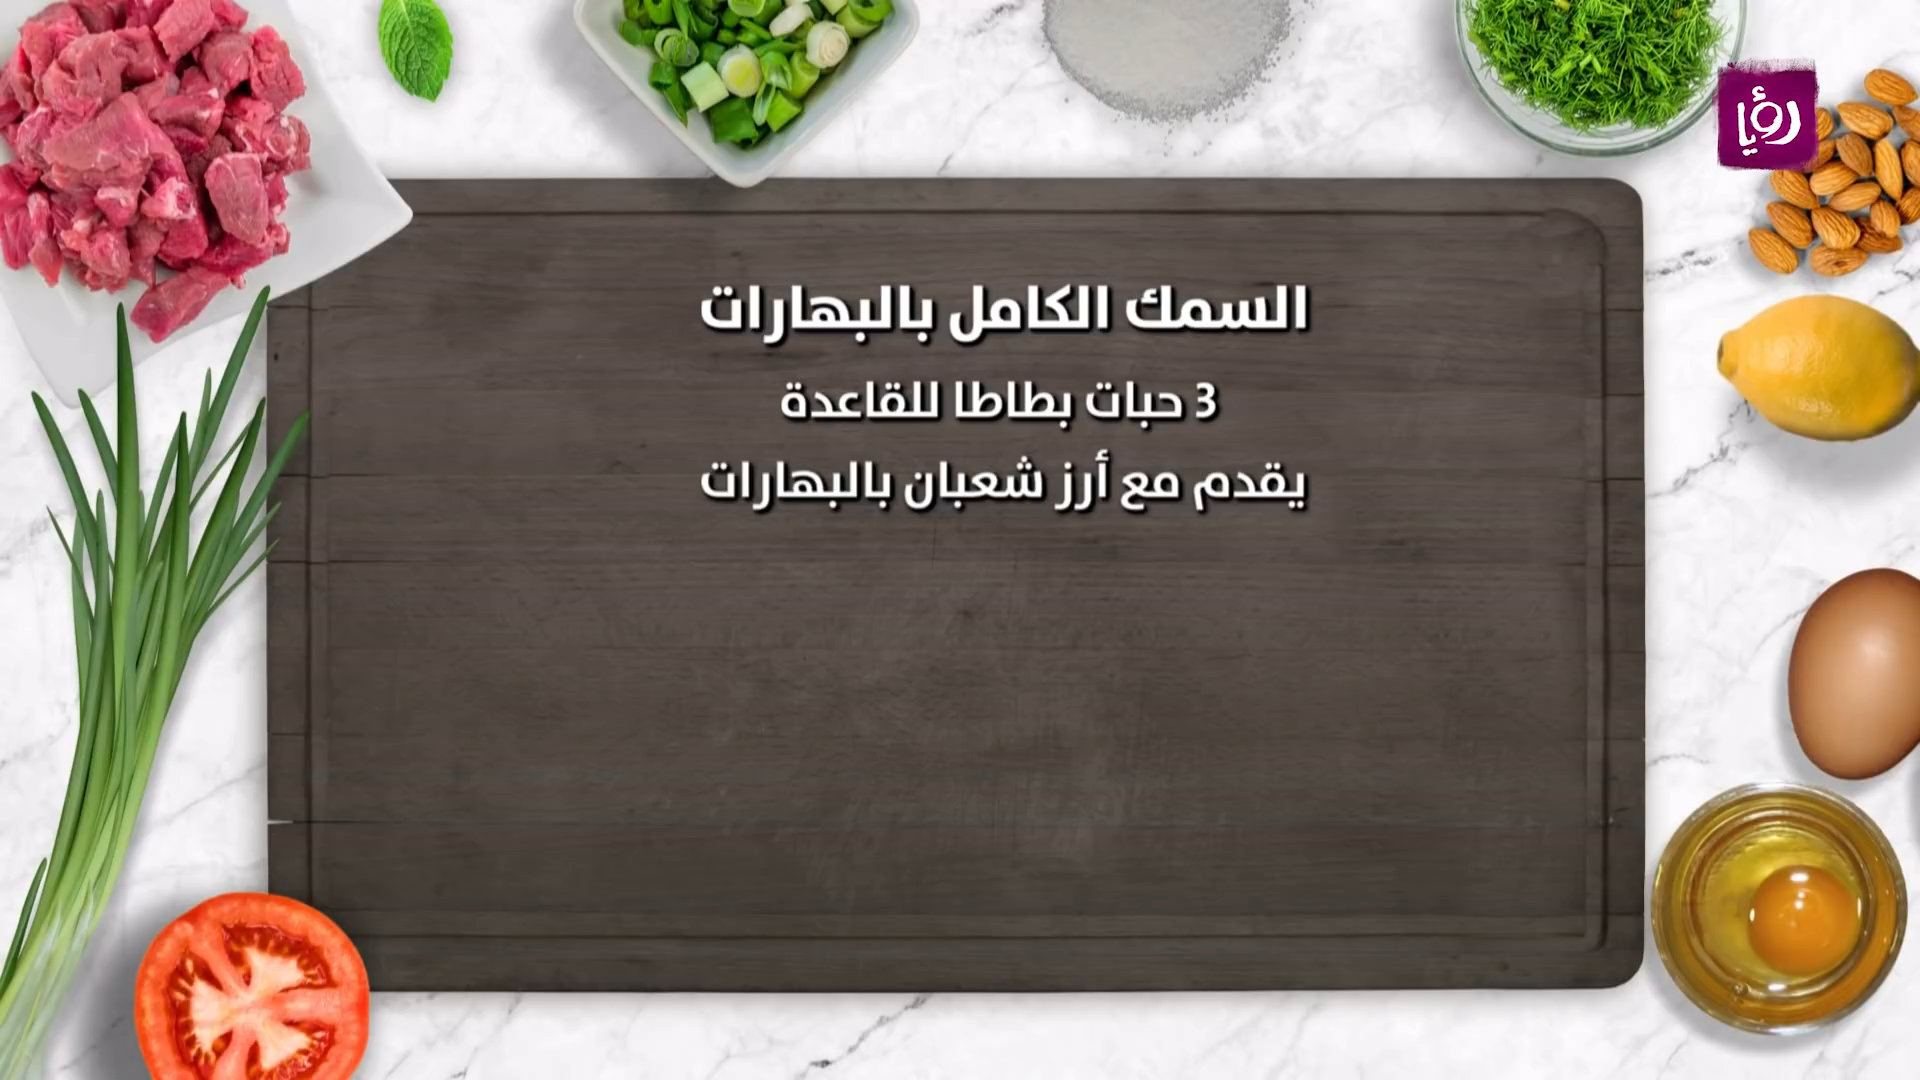 رؤيا
السمك الكامل بالبهارات
3 حبات بطاطا للقاعدة
يقدم مع أرز شعبان بالبهارات